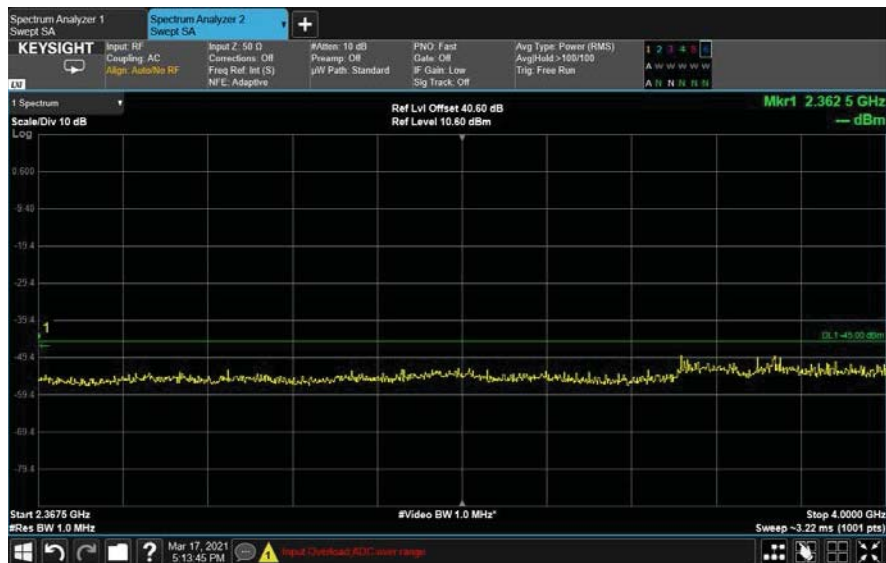 Spectrum Analyzer 1
Swept SA
Spectrum Analyzer 2
Swept SA
KEYSIGHT
Input: RF
Coupling: AC
Align: Auto/No RF
Input Z: 50 Ω
Corrections: Off
Freq Ref: Int (S)
NFE: Adaptive
#Atten: 10 dB
Preamp: Off
µW Path: Standard
PNO: Fast
Gate: Off
IF Gain: Low
Sig Track: Off
Avg Type: Power (RMS)
Avg|Hold:>100/100
Trig: Free Run
1 2 3 4 5 6
A W W W W W
A N N N N N
LXI
1 Spectrum
Scale/Div 10 dB
Log
Ref Lvl Offset 40.60 dB
Ref Level 10.60 dBm
Mkr1 2.362 5 GHz
--- dBm
0.600
-9.40
-19.4
-29.4
-39.4
1
DL1 -45.00 dBm
-49.4
-59.4
-69.4
-79.4
Start 2.3675 GHz
#Res BW 1.0 MHz
#Video BW 1.0 MHz*
Stop 4.0000 GHz
Sweep ~3.22 ms (1001 pts)
?
Mar 17, 2021
5:13:45 PM
1
Input Overload;ADC over range